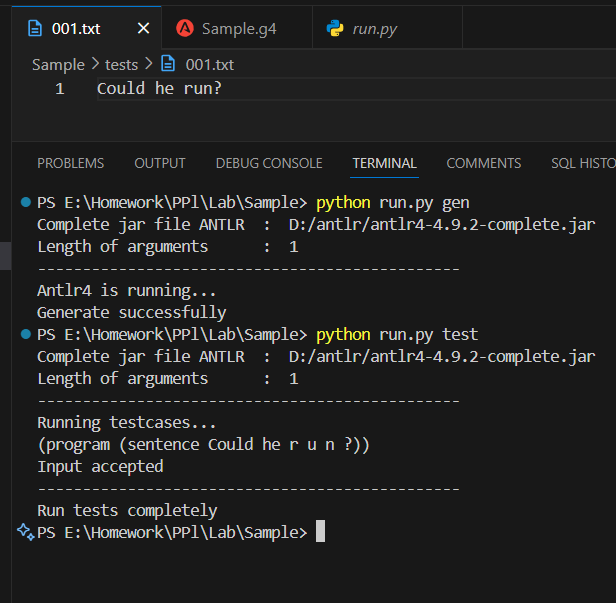 001.txt
Sample.g4
run.py
Sample > tests > 001.txt
1 Could he run?
PROBLEMS OUTPUT DEBUG CONSOLE TERMINAL COMMENTS SQL HISTO
PS E:\Homework\PPl\Lab\Sample> python run.py gen
Complete jar file ANTLR  :  D:/antlr/antlr4-4.9.2-complete.jar
Length of arguments      :  1
-----------------------------------------------
Antlr4 is running...
Generate successfully
PS E:\Homework\PPl\Lab\Sample> python run.py test
Complete jar file ANTLR  :  D:/antlr/antlr4-4.9.2-complete.jar
Length of arguments      :  1
-----------------------------------------------
Running testcases...
(program (sentence Could he r u n ?))
Input accepted
-----------------------------------------------
Run tests completely
PS E:\Homework\PPl\Lab\Sample>